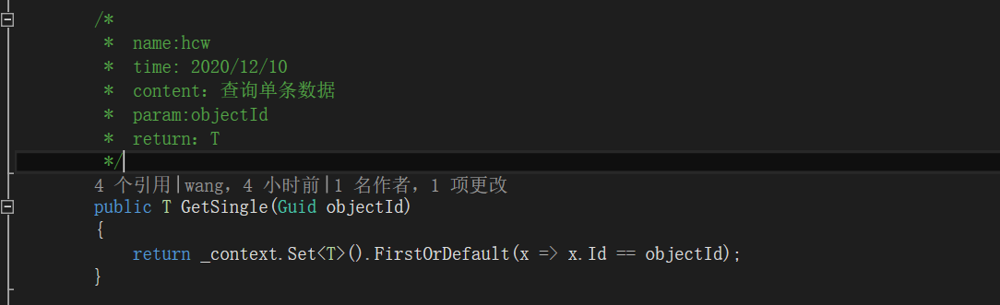 /*
* name:hcw
* time: 2020/12/10
* content：查询单条数据
* param:objectId
* return：T
*/
4 个引用|wang，4 小时前|1 名作者，1 项更改
public T GetSingle(Guid objectId)
{
return _context.Set<T>().FirstOrDefault(x => x.Id == objectId);
}